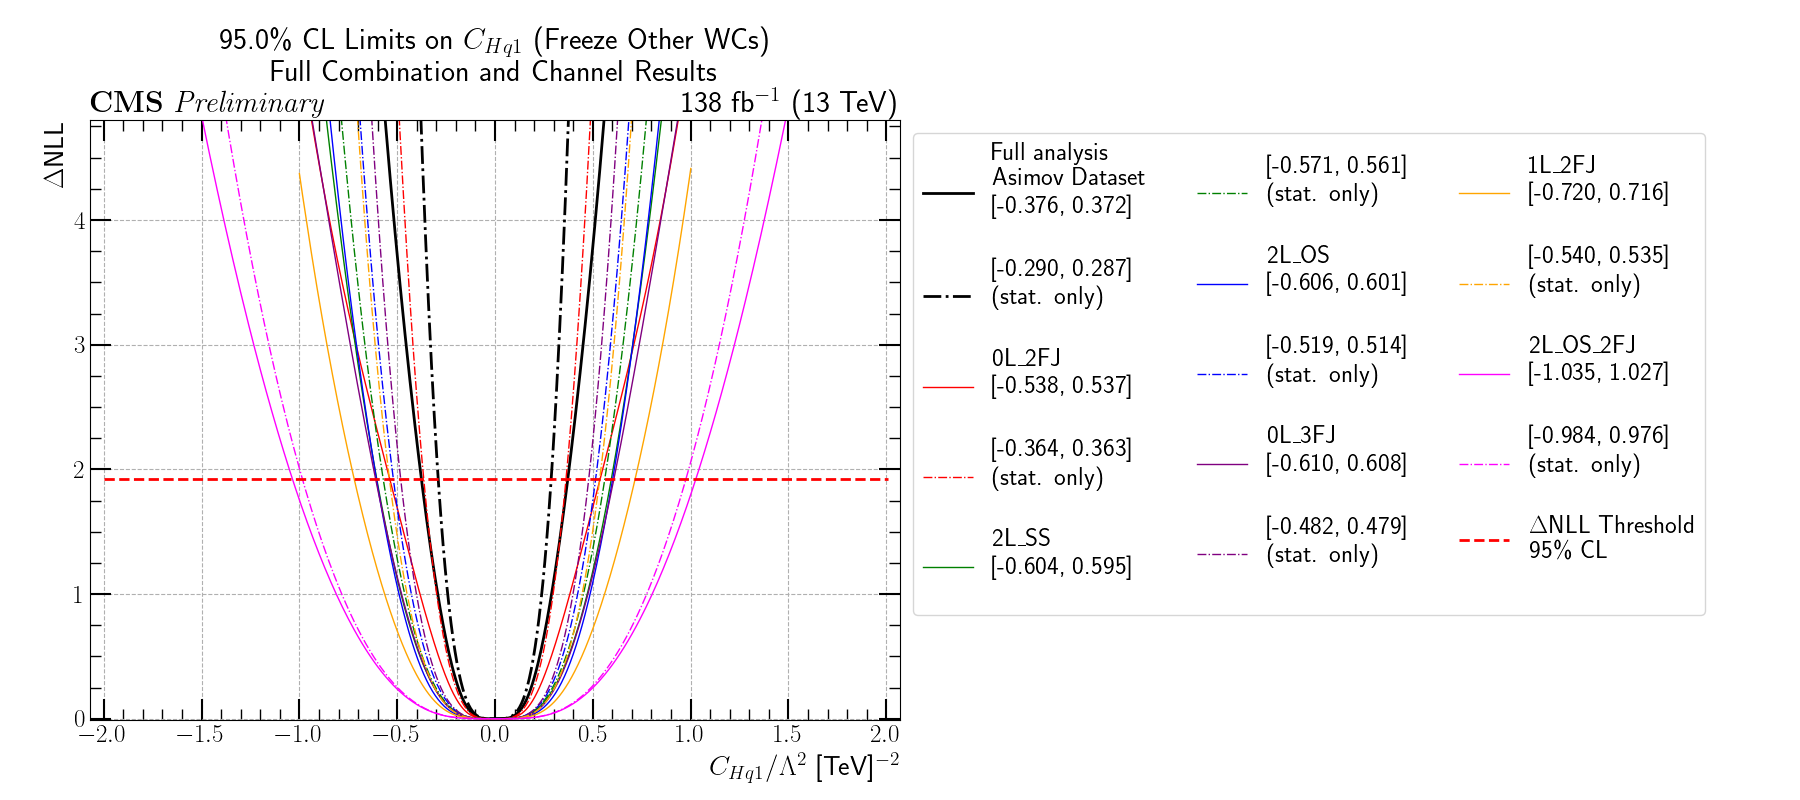 95.0% CL Limits on C_{Hq1} (Freeze Other WCs)
Full Combination and Channel Results
CMS Preliminary
138 fb^{-1} (13 TeV)
ΔNLL
4
3
2
1
0
−2.0
−1.5
−1.0
−0.5
0.0
0.5
1.0
1.5
2.0
C_{Hq1}/Λ^2 [TeV]^{-2}
Full analysis
Asimov Dataset
[-0.376, 0.372]
[-0.290, 0.287]
(stat. only)
0L_2FJ
[-0.538, 0.537]
[-0.364, 0.363]
(stat. only)
2L_SS
[-0.604, 0.595]
[-0.571, 0.561]
(stat. only)
2L_OS
[-0.606, 0.601]
[-0.519, 0.514]
(stat. only)
0L_3FJ
[-0.610, 0.608]
[-0.482, 0.479]
(stat. only)
1L_2FJ
[-0.720, 0.716]
[-0.540, 0.535]
(stat. only)
2L_OS_2FJ
[-1.035, 1.027]
[-0.984, 0.976]
(stat. only)
ΔNLL Threshold
95% CL